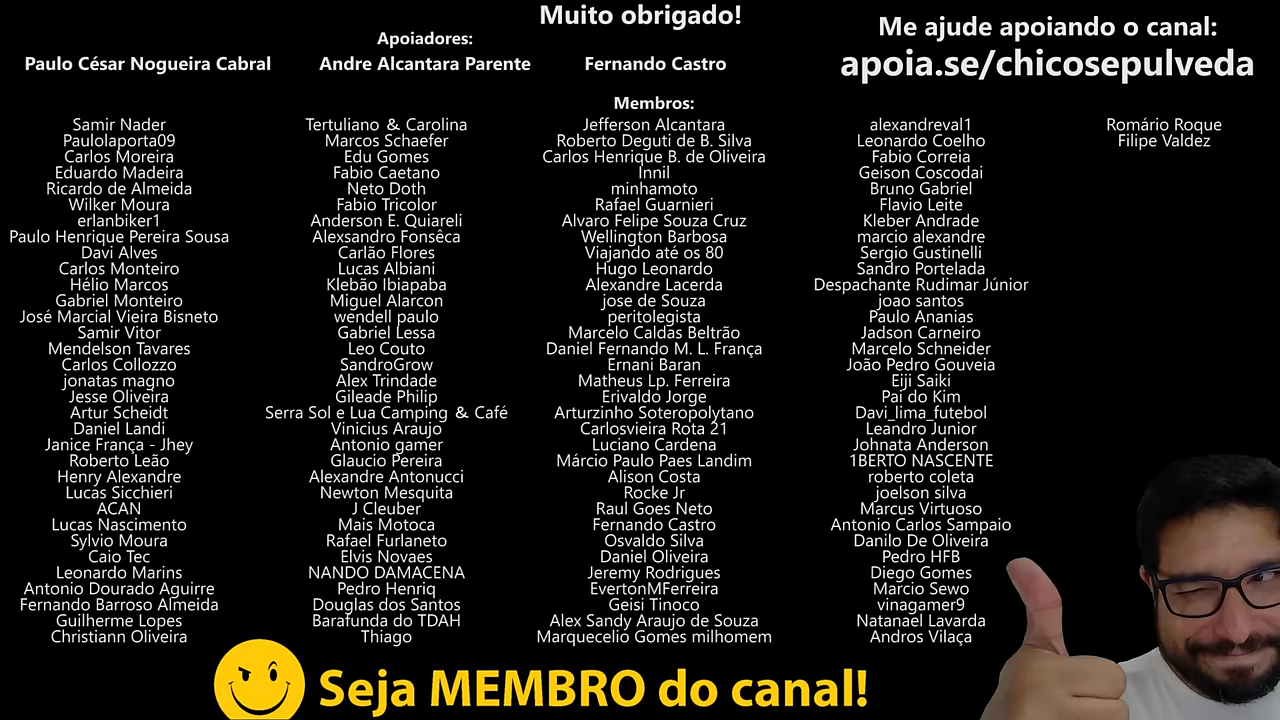 Muito obrigado!
Apoiadores:
Paulo César Nogueira Cabral
Andre Alcantara Parente
Fernando Castro
Me ajude apoiando o canal:
apoia.se/chicosepulveda
Membros:
Samir Nader
Paulolaporta09
Carlos Moreira
Eduardo Madeira
Ricardo de Almeida
Wilker Moura
erlanbiker1
Paulo Henrique Pereira Sousa
Davi Alves
Carlos Monteiro
Hélio Marcos
Gabriel Monteiro
José Marcial Vieira Bisneto
Samir Vitor
Mendelson Tavares
Carlos Collozzo
jonatas magno
Jesse Oliveira
Artur Scheidt
Daniel Landi
Janice França - Jhey
Roberto Leão
Henry Alexandre
Lucas Sicchieri
ACAN
Lucas Nascimento
Sylvio Moura
Caio Tec
Leonardo Marins
Antonio Dourado Aguirre
Fernando Barroso Almeida
Guilherme Lopes
Christiann Oliveira
Tertuliano & Carolina
Marcos Schaefer
Edu Gomes
Fabio Caetano
Neto Doth
Fabio Tricolor
Anderson E. Quiareli
Alexsandro Fonsêca
Carlão Flores
Lucas Albiani
Klebão Ibiapaba
Miguel Alarcon
wendell paulo
Gabriel Lessa
Leo Couto
SandroGrow
Alex Trindade
Gileade Philip
Serra Sol e Lua Camping & Café
Vinicius Araujo
Antonio gamer
Glaucio Pereira
Alexandre Antonucci
Newton Mesquita
J Cleuber
Mais Motoca
Rafael Furlaneto
Elvis Novaes
NANDO DAMACENA
Pedro Henriq
Douglas dos Santos
Barafunda do TDAH
Thiago
Jefferson Alcantara
Roberto Deguti de B. Silva
Carlos Henrique B. de Oliveira
Innil
minhamoto
Rafael Guarnieri
Alvaro Felipe Souza Cruz
Wellington Barbosa
Viajando até os 80
Hugo Leonardo
Alexandre Lacerda
jose de Souza
peritolegista
Marcelo Caldas Beltrão
Daniel Fernando M. L. França
Ernani Baran
Matheus Lp. Ferreira
Erivaldo Jorge
Arturzinho Soteropolytano
Carlosvieira Rota 21
Luciano Cardena
Márcio Paulo Paes Landim
Alison Costa
Rocke Jr
Raul Goes Neto
Fernando Castro
Osvaldo Silva
Daniel Oliveira
Jeremy Rodrigues
EvertonMFerreira
Geisi Tinoco
Alex Sandy Araujo de Souza
Marquecelio Gomes milhomem
alexandreval1
Leonardo Coelho
Fabio Correia
Geison Coscodai
Bruno Gabriel
Flavio Leite
Kleber Andrade
marcio alexandre
Sergio Gustinelli
Sandro Portelada
Despachante Rudimar Júnior
joao santos
Paulo Ananias
Jadson Carneiro
Marcelo Schneider
João Pedro Gouveia
Eiji Saiki
Pai do Kim
Davi_lima_futebol
Leandro Junior
Johnata Anderson
1BERTO NASCENTE
roberto coleta
joelson silva
Marcus Virtuoso
Antonio Carlos Sampaio
Danilo De Oliveira
Pedro HFB
Diego Gomes
Marcio Sewo
vinagamer9
Natanael Lavarda
Andros Vilaça
Romário Roque
Filipe Valdez
Seja MEMBRO do canal!